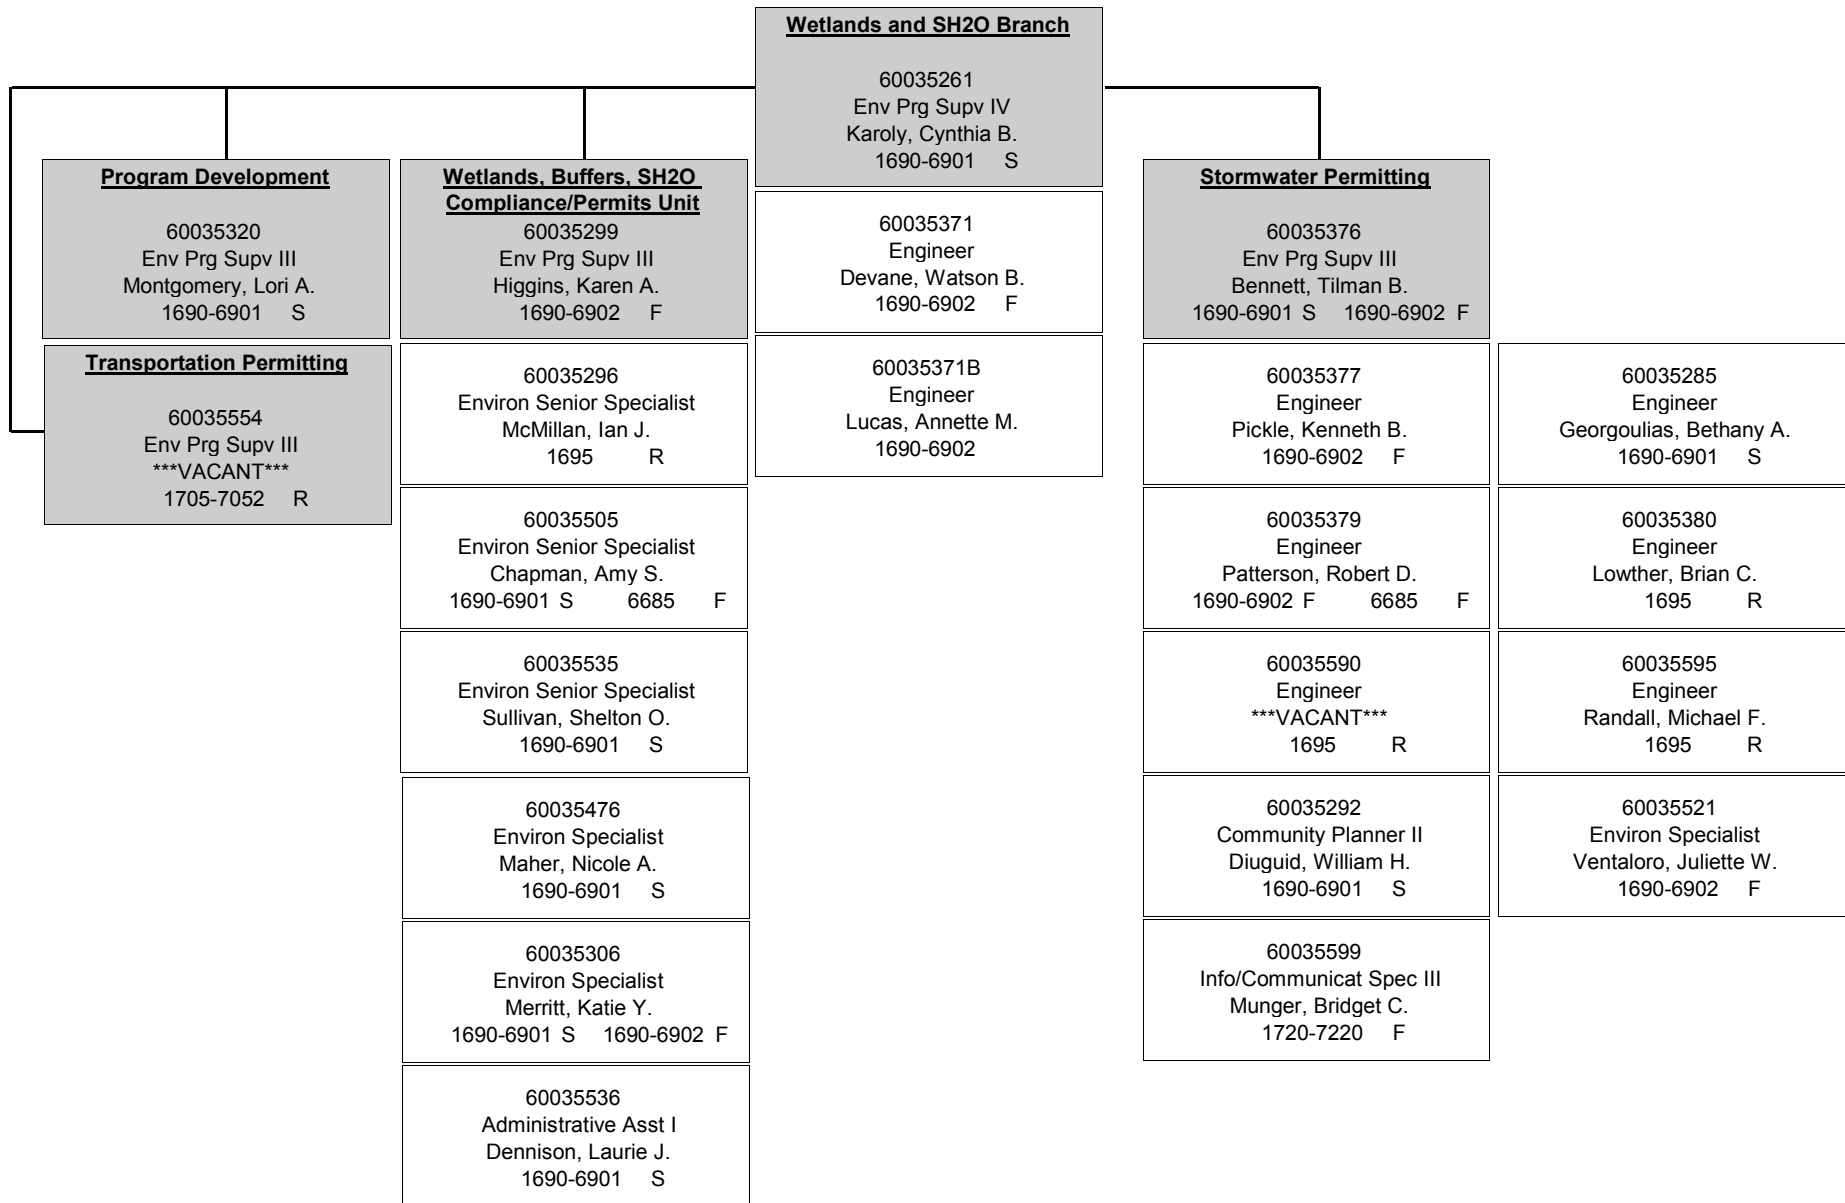 Wetlands and SH2O Branch
60035261
Env Prg Supv IV
Karoly, Cynthia B.
1690-6901 S
Program Development
60035320
Env Prg Supv III
Montgomery, Lori A.
1690-6901 S
Transportation Permitting
60035554
Env Prg Supv III
***VACANT***
1705-7052 R
Wetlands, Buffers, SH2O
Compliance/Permits Unit
60035299
Env Prg Supv III
Higgins, Karen A.
1690-6902 F
60035296
Environ Senior Specialist
McMillan, Ian J.
1695 R
60035505
Environ Senior Specialist
Chapman, Amy S.
1690-6901 S 6685 F
60035535
Environ Senior Specialist
Sullivan, Shelton O.
1690-6901 S
60035476
Environ Specialist
Maher, Nicole A.
1690-6901 S
60035306
Environ Specialist
Merritt, Katie Y.
1690-6901 S 1690-6902 F
60035536
Administrative Asst I
Dennison, Laurie J.
1690-6901 S
60035371
Engineer
Devane, Watson B.
1690-6902 F
60035371B
Engineer
Lucas, Annette M.
1690-6902
Stormwater Permitting
60035376
Env Prg Supv III
Bennett, Tilman B.
1690-6901 S 1690-6902 F
60035377
Engineer
Pickle, Kenneth B.
1690-6902 F
60035379
Engineer
Patterson, Robert D.
1690-6902 F 6685 F
60035590
Engineer
***VACANT***
1695 R
60035292
Community Planner II
Diuguid, William H.
1690-6901 S
60035599
Info/Communicat Spec III
Munger, Bridget C.
1720-7220 F
60035285
Engineer
Georgoulias, Bethany A.
1690-6901 S
60035380
Engineer
Lowther, Brian C.
1695 R
60035595
Engineer
Randall, Michael F.
1695 R
60035521
Environ Specialist
Ventaloro, Juliette W.
1690-6902 F